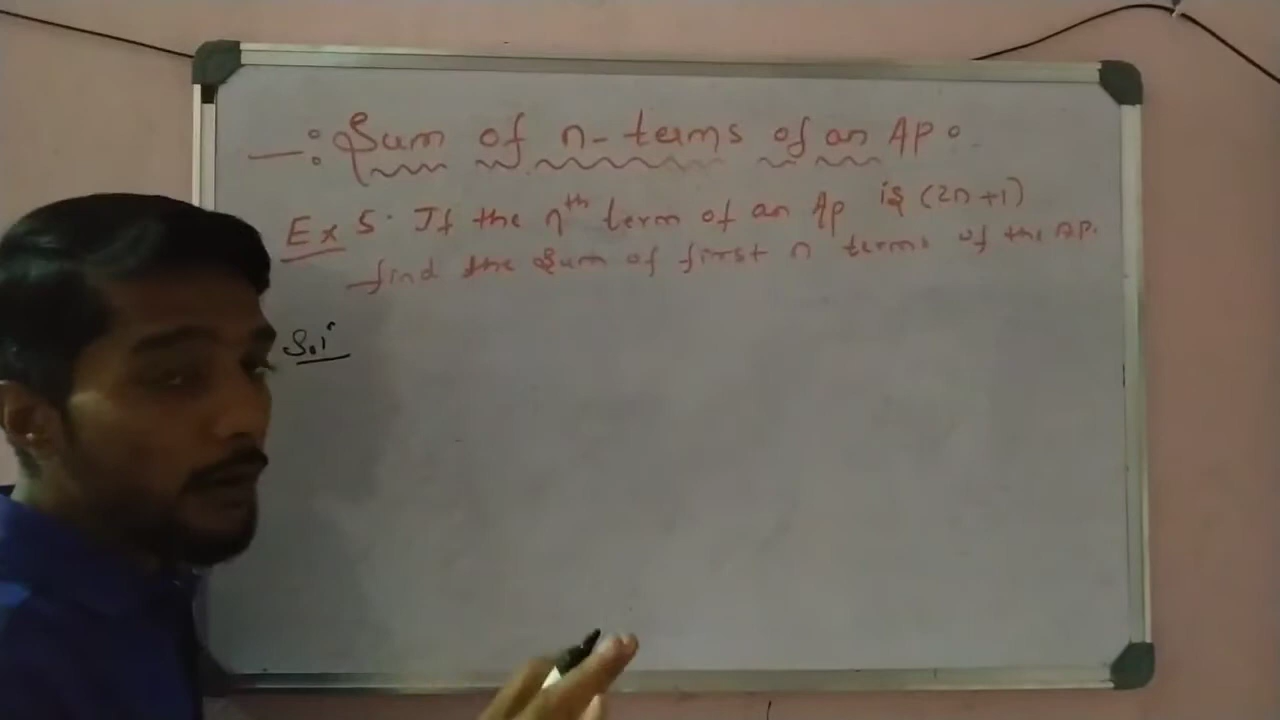 —: Sum of n-terms of an AP :
Ex 5. If the nth term of an Ap is (2n+1)
find the sum of first n terms of the AP.
Soln